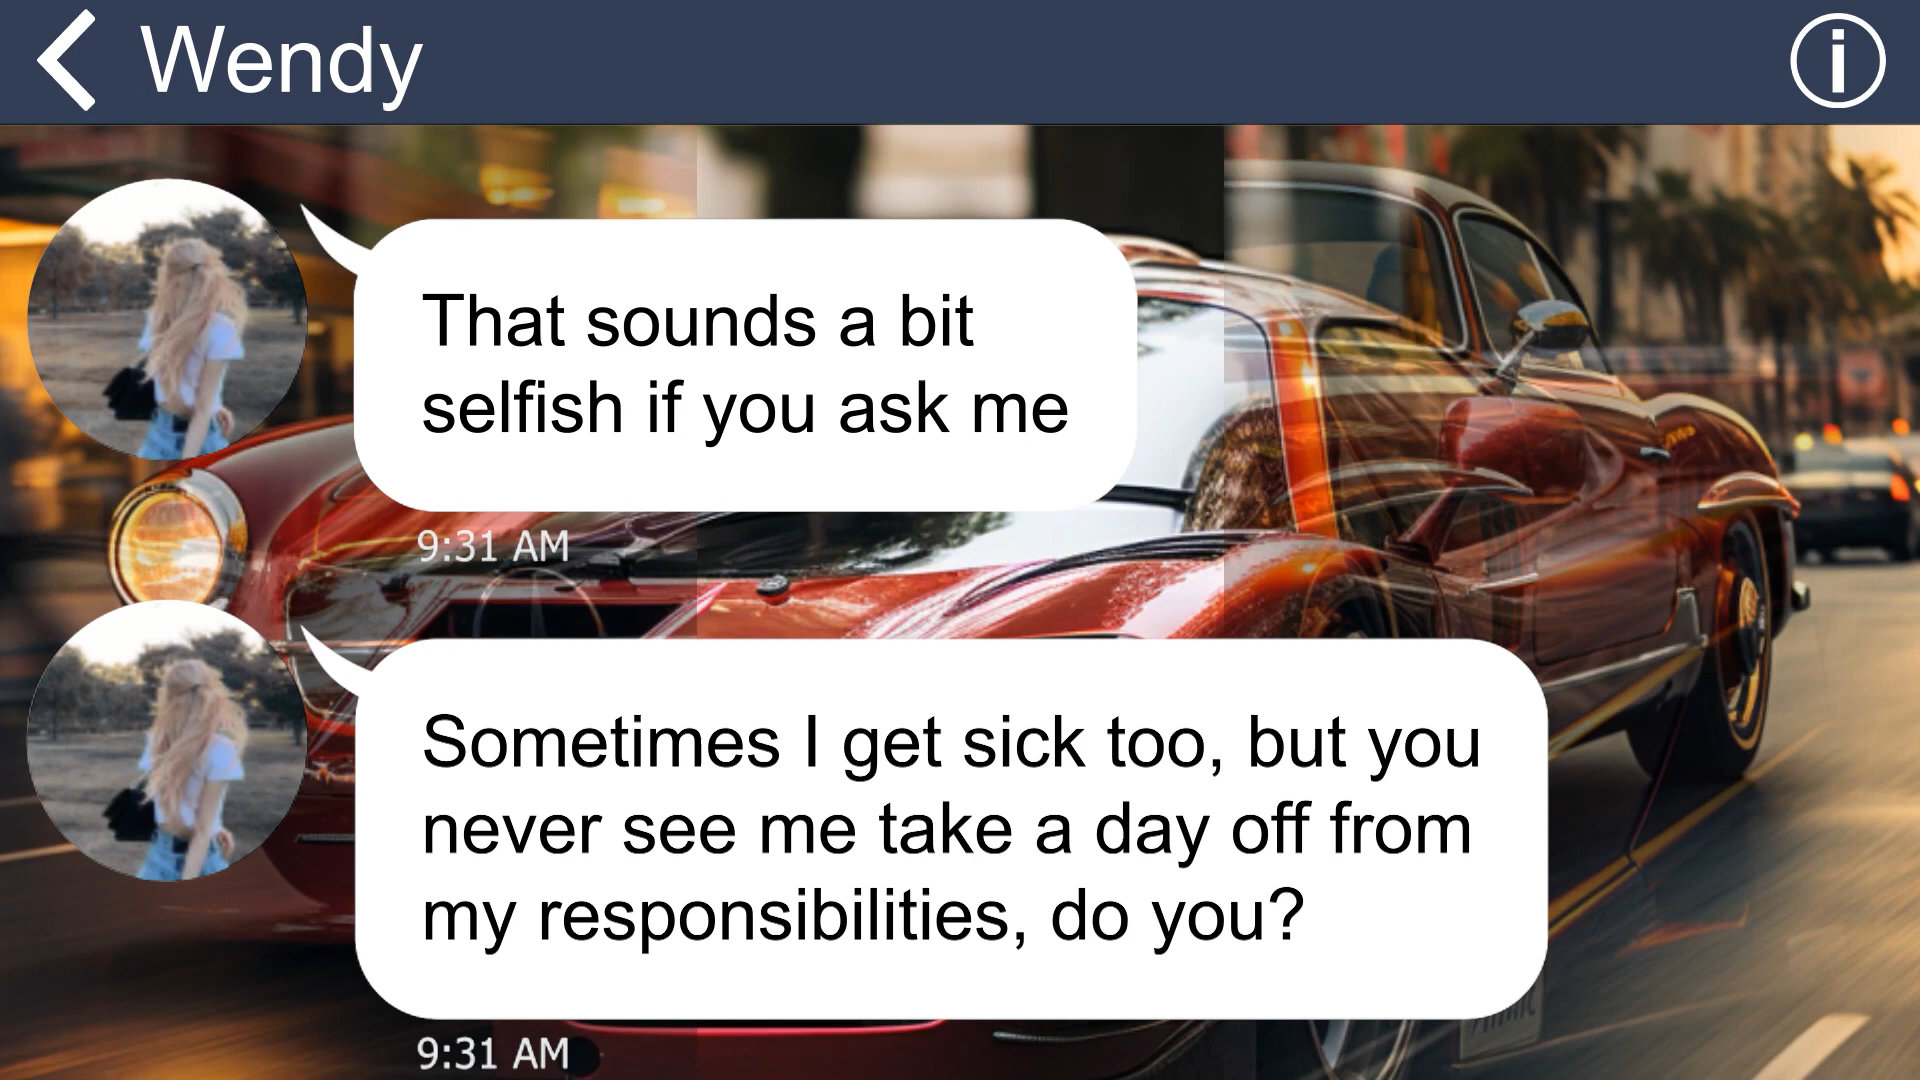 Wendy
That sounds a bit
selfish if you ask me
9:31 AM
Sometimes I get sick too, but you
never see me take a day off from
my responsibilities, do you?
9:31 AM